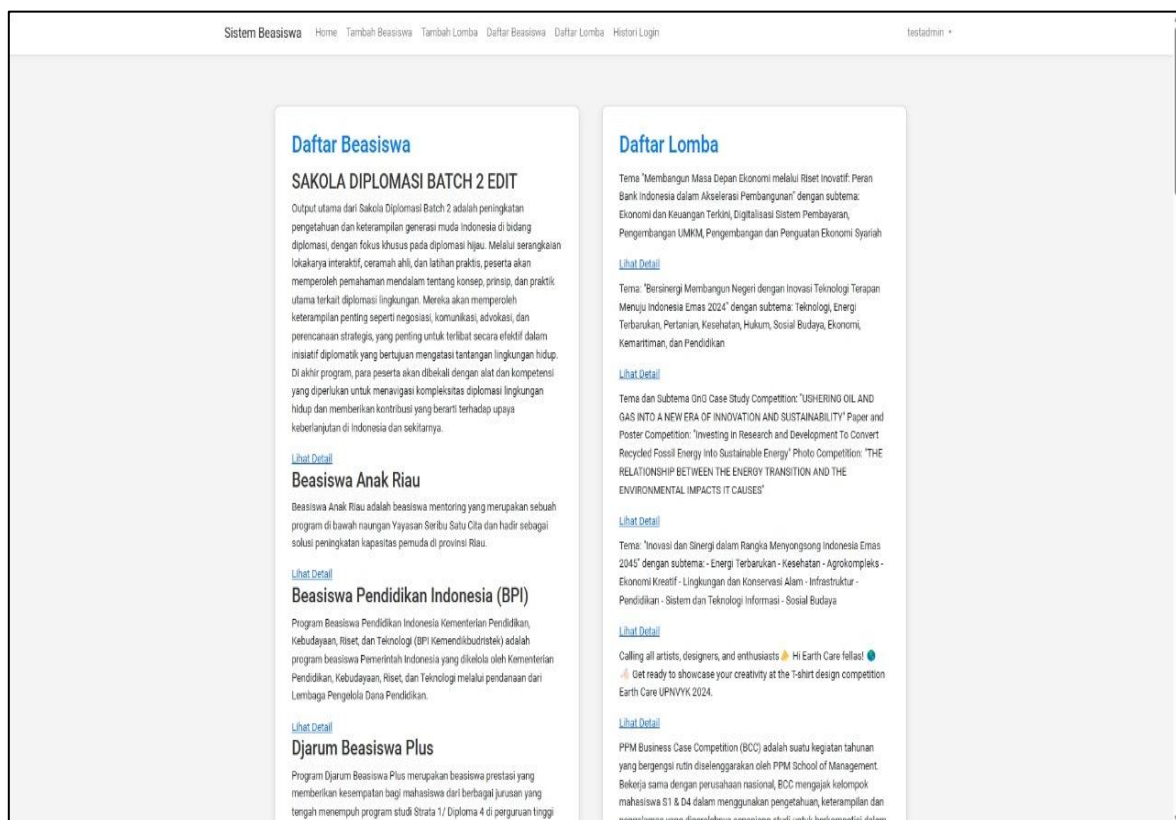 Sistem Beasiswa Home Tambah Beasiswa Tambah Lomba Daftar Beasiswa Daftar Lomba Histori Login testadmin
Daftar Beasiswa
SAKOLA DIPLOMASI BATCH 2 EDIT
Output utama dari Sakola Diplomasi Batch 2 adalah peningkatan
pengetahuan dan keterampilan generasi muda Indonesia di bidang
diplomasi, dengan fokus khusus pada diplomasi hijau. Melalui serangkaian
lokakarya interaktif, ceramah ahli, dan latihan praktis, peserta akan
memperoleh pemahaman mendalam tentang konsep, prinsip, dan praktik
utama terkait diplomasi lingkungan. Mereka akan memperoleh
keterampilan penting seperti negosiasi, komunikasi, advokasi, dan
perencanaan strategis, yang penting untuk terlibat secara efektif dalam
inisiatif diplomatik yang bertujuan mengatasi tantangan lingkungan hidup.
Di akhir program, para peserta akan dibekali dengan alat dan kompetensi
yang diperlukan untuk menavigasi kompleksitas diplomasi lingkungan
hidup dan memberikan kontribusi yang berarti terhadap upaya
keberlanjutan di Indonesia dan sekitarnya.
Lihat Detail
Beasiswa Anak Riau
Beasiswa Anak Riau adalah beasiswa mentoring yang merupakan sebuah
program di bawah naungan Yayasan Seribu Satu Cita dan hadir sebagai
solusi peningkatan kapasitas pemuda di provinsi Riau.
Lihat Detail
Beasiswa Pendidikan Indonesia (BPI)
Program Beasiswa Pendidikan Indonesia Kementerian Pendidikan,
Kebudayaan, Riset, dan Teknologi (BPI Kemendikbudristek) adalah
program beasiswa Pemerintah Indonesia yang dikelola oleh Kementerian
Pendidikan, Kebudayaan, Riset, dan Teknologi melalui pendanaan dari
Lembaga Pengelola Dana Pendidikan.
Lihat Detail
Djarum Beasiswa Plus
Program Djarum Beasiswa Plus merupakan beasiswa prestasi yang
memberikan kesempatan bagi mahasiswa dari berbagai jurusan yang
tengah menempuh program studi Strata 1/ Diploma 4 di perguruan tinggi
Daftar Lomba
Tema "Membangun Masa Depan Ekonomi melalui Riset Inovatif: Peran
Bank Indonesia dalam Akselerasi Pembangunan" dengan subtema:
Ekonomi dan Keuangan Terkini, Digitalisasi Sistem Pembayaran,
Pengembangan UMKM, Pengembangan dan Penguatan Ekonomi Syariah
Lihat Detail
Tema: "Bersinergi Membangun Negeri dengan Inovasi Teknologi Terapan
Menuju Indonesia Emas 2024" dengan subtema: Teknologi, Energi
Terbarukan, Pertanian, Kesehatan, Hukum, Sosial Budaya, Ekonomi,
Kemaritiman, dan Pendidikan
Lihat Detail
Tema dan Subtema OnG Case Study Competition: "USHERING OIL AND
GAS INTO A NEW ERA OF INNOVATION AND SUSTAINABILITY" Paper and
Poster Competition: "Investing in Research and Development To Convert
Recycled Fossil Energy Into Sustainable Energy" Photo Competition: "THE
RELATIONSHIP BETWEEN THE ENERGY TRANSITION AND THE
ENVIRONMENTAL IMPACTS IT CAUSES"
Lihat Detail
Tema: "Inovasi dan Sinergi dalam Rangka Menyongsong Indonesia Emas
2045" dengan subtema: - Energi Terbarukan - Kesehatan - Agrokompleks -
Ekonomi Kreatif - Lingkungan dan Konservasi Alam - Infrastruktur -
Pendidikan - Sistem dan Teknologi Informasi - Sosial Budaya
Lihat Detail
Calling all artists, designers, and enthusiasts Hi Earth Care fellas!
Get ready to showcase your creativity at the T-shirt design competition
Earth Care UPNVYK 2024.
Lihat Detail
PPM Business Case Competition (BCC) adalah suatu kegiatan tahunan
yang bergengsi rutin diselenggarakan oleh PPM School of Management.
Bekerja sama dengan perusahaan nasional, BCC mengajak kelompok
mahasiswa S1 & D4 dalam menggunakan pengetahuan, keterampilan dan